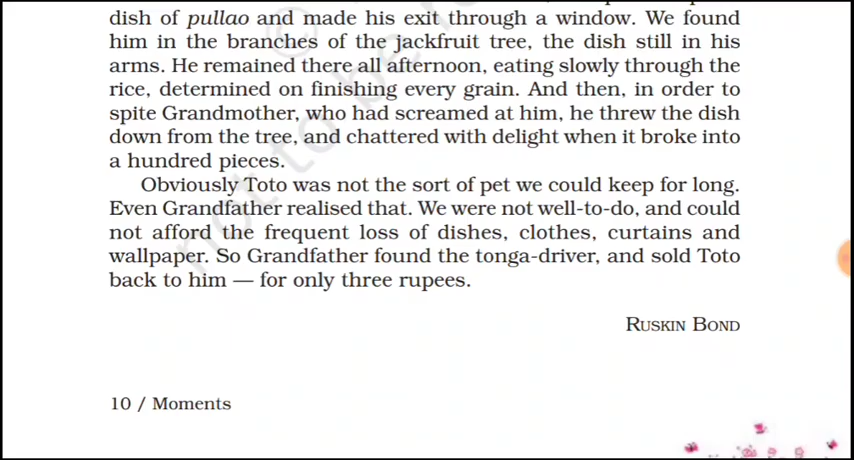 dish of pullao and made his exit through a window. We found
him in the branches of the jackfruit tree, the dish still in his
arms. He remained there all afternoon, eating slowly through the
rice, determined on finishing every grain. And then, in order to
spite Grandmother, who had screamed at him, he threw the dish
down from the tree, and chattered with delight when it broke into
a hundred pieces.
Obviously Toto was not the sort of pet we could keep for long.
Even Grandfather realised that. We were not well-to-do, and could
not afford the frequent loss of dishes, clothes, curtains and
wallpaper. So Grandfather found the tonga-driver, and sold Toto
back to him — for only three rupees.
RUSKIN BOND
10 / Moments